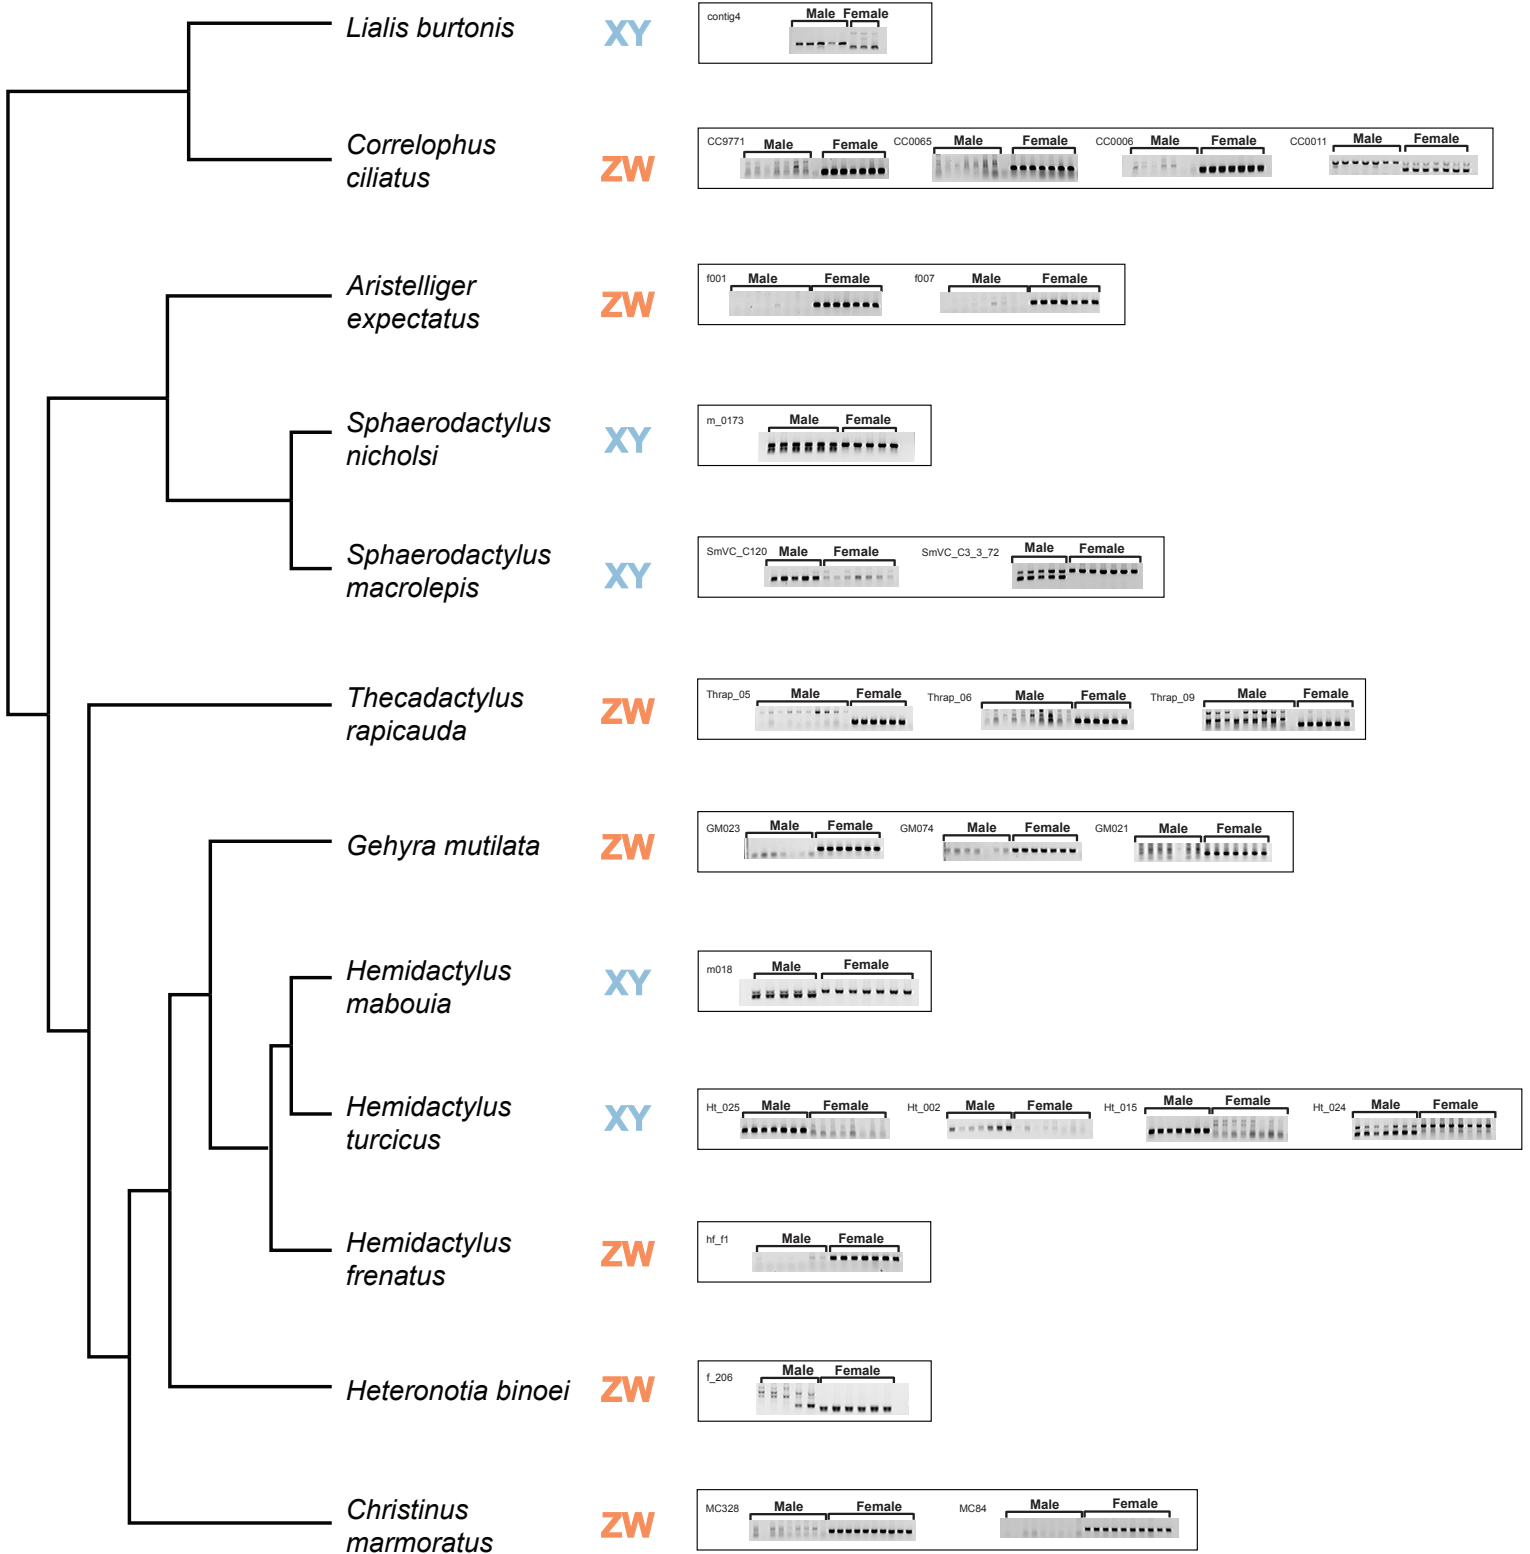 Lialis burtonis
XY
contig4
Male Female
Correlophus
ciliatus
ZW
CC9771 Male Female
CC0065 Male Female
CC0006 Male Female
CC0011 Male Female
Aristelliger
expectatus
ZW
f001 Male Female
f007 Male Female
Sphaerodactylus
nicholsi
XY
m_0173 Male Female
Sphaerodactylus
macrolepis
XY
SmVC_C120 Male Female
SmVC_C3_3_72 Male Female
Thecadactylus
rapicauda
ZW
Thrap_05 Male Female
Thrap_06 Male Female
Thrap_09 Male Female
Gehyra mutilata
ZW
GM023 Male Female
GM074 Male Female
GM021 Male Female
Hemidactylus
mabouia
XY
m018 Male Female
Hemidactylus
turcicus
XY
Ht_025 Male Female
Ht_002 Male Female
Ht_015 Male Female
Ht_024 Male Female
Hemidactylus
frenatus
ZW
hf_f1 Male Female
Heteronotia binoei
ZW
f_206 Male Female
Christinus
marmoratus
ZW
MC328 Male Female
MC84 Male Female